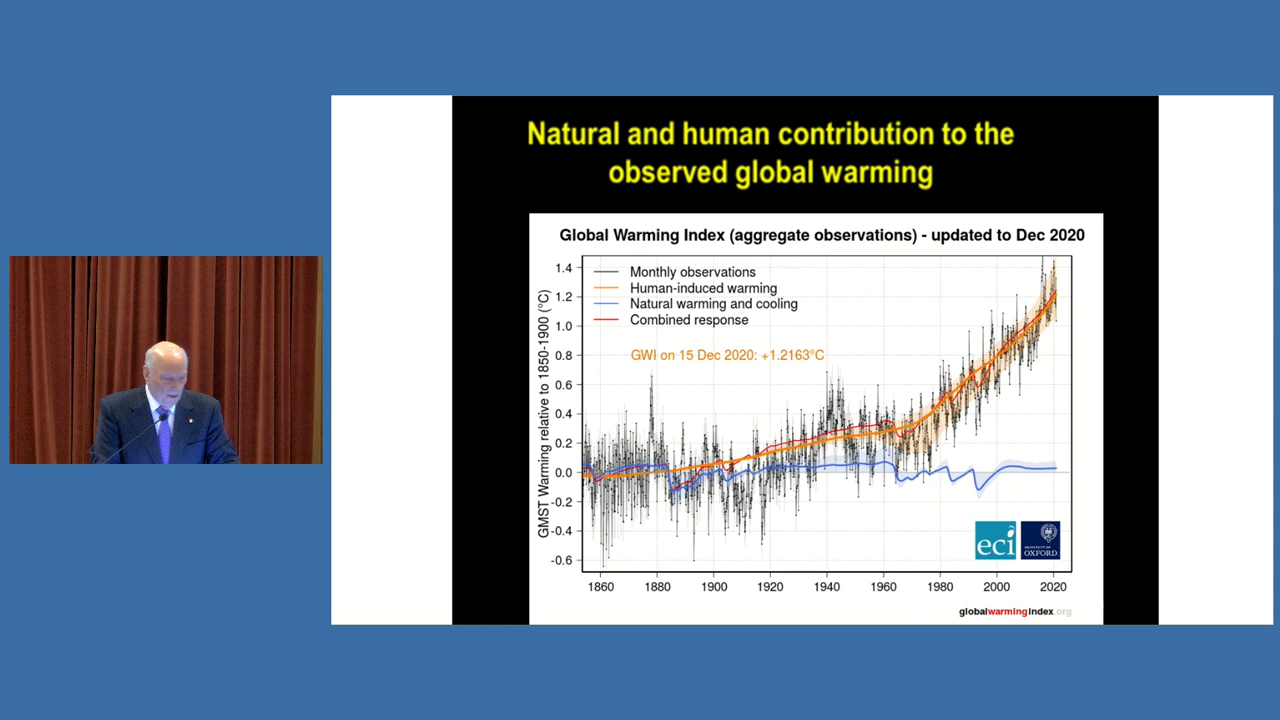 Natural and human contribution to the
observed global warming
Global Warming Index (aggregate observations) - updated to Dec 2020
GMST Warming relative to 1850-1900 (°C)
1.4
1.2
1.0
0.8
0.6
0.4
0.2
0.0
-0.2
-0.4
-0.6
Monthly observations
Human-induced warming
Natural warming and cooling
Combined response
GWI on 15 Dec 2020: +1.2163°C
eci
UNIVERSITY OF
OXFORD
1860 1880 1900 1920 1940 1960 1980 2000 2020
globalwarmingindex.org